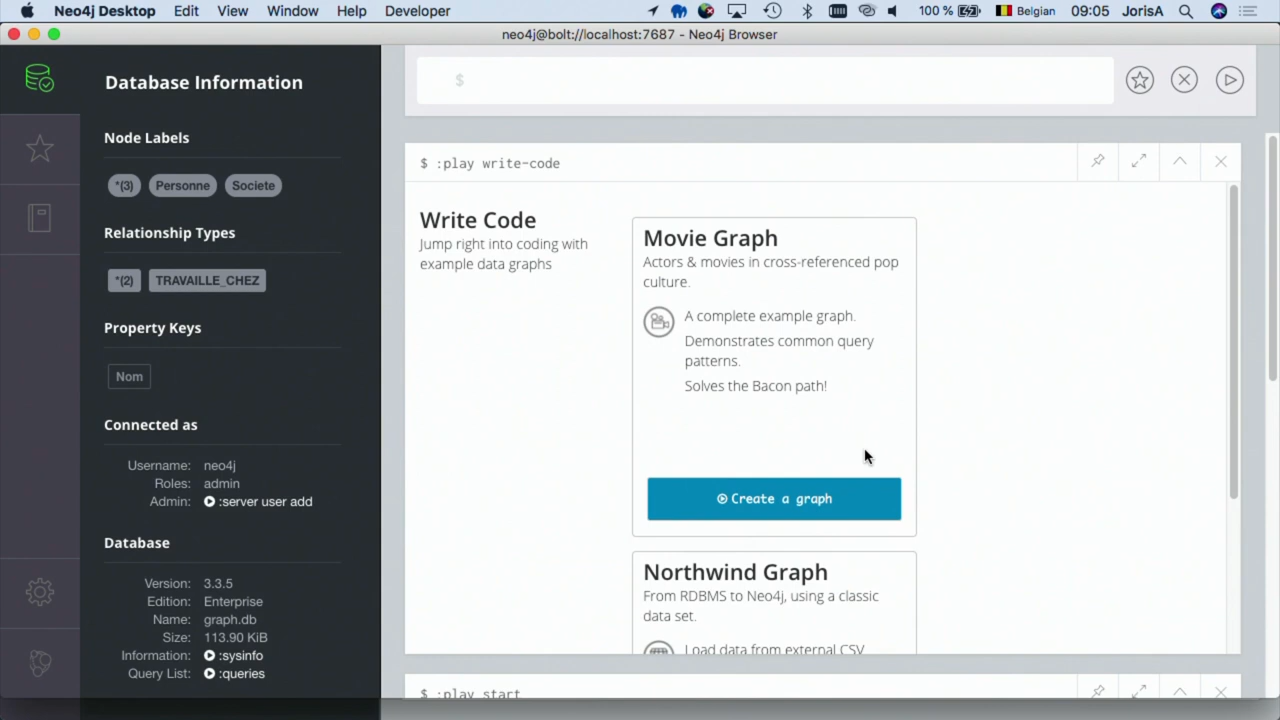 Neo4j Desktop Edit View Window Help Developer 100 % Belgian 09:05 JorisA
neo4j@bolt://localhost:7687 - Neo4j Browser
Database Information
Node Labels
*(3) Personne Societe
Relationship Types
*(2) TRAVAILLE_CHEZ
Property Keys
Nom
Connected as
Username: neo4j
Roles: admin
Admin: :server user add
Database
Version: 3.3.5
Edition: Enterprise
Name: graph.db
Size: 113.90 KiB
Information: :sysinfo
Query List: :queries
$
$ :play write-code
Write Code
Jump right into coding with
example data graphs
Movie Graph
Actors & movies in cross-referenced pop
culture.
A complete example graph.
Demonstrates common query
patterns.
Solves the Bacon path!
Create a graph
Northwind Graph
From RDBMS to Neo4j, using a classic
data set.
Load data from external CSV
$ :play start